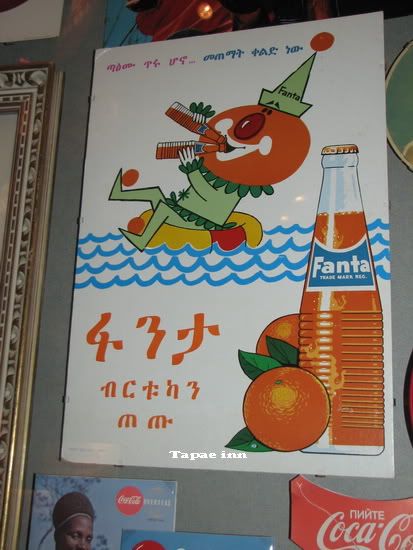 ጣዕሙ ጥሩ ሆኖ... መጠማት ቀልድ ነው
Fanta
Fanta
TRADE MARK REG.
ፋንታ
ብርቱካን
ጠጡ
Tapae inn
Coca-Cola
ПИЙТЕ
Coca-Co